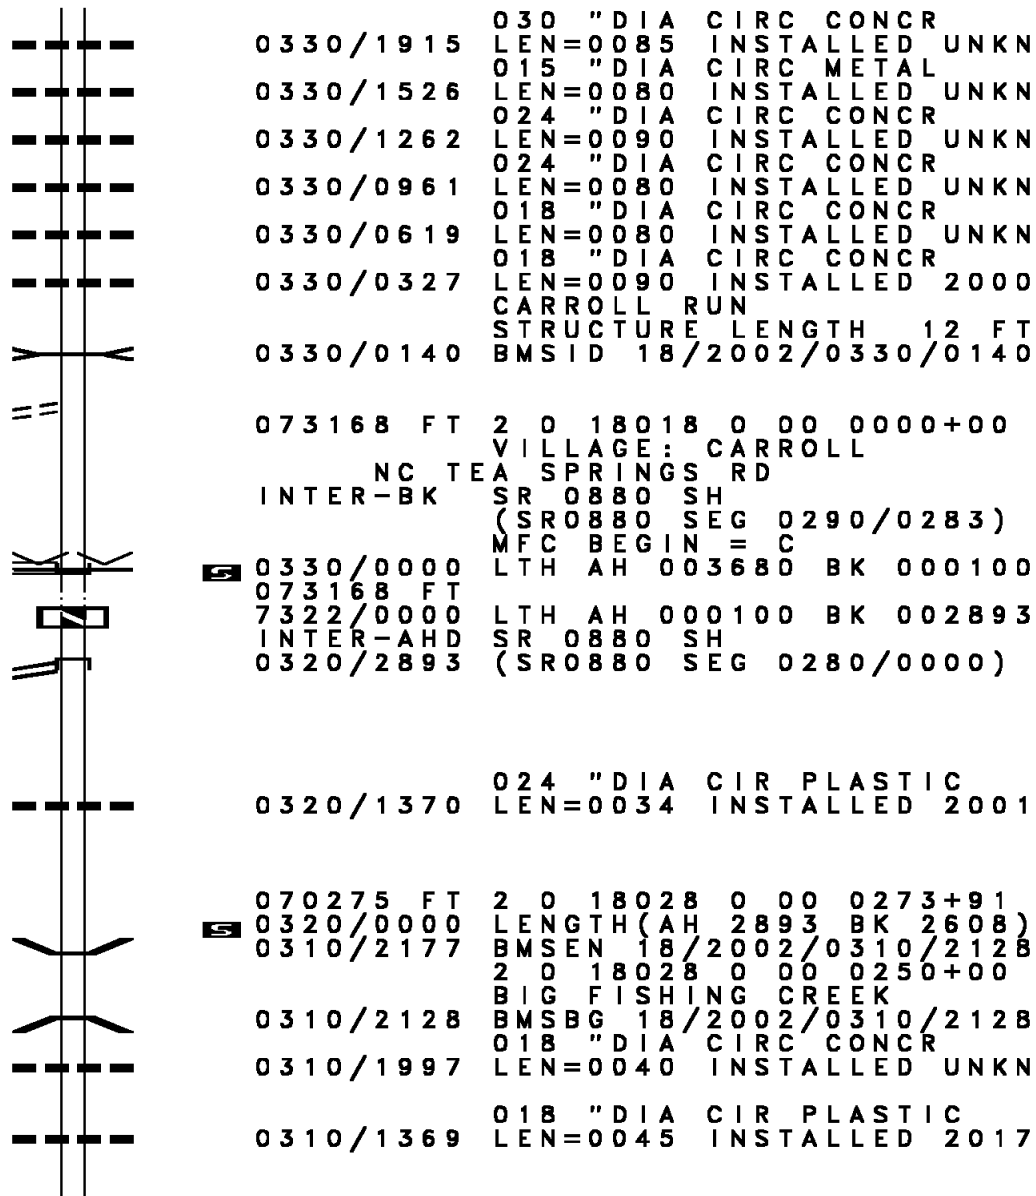 030 "DIA CIRC CONCR
0330/1915 LEN=0085 INSTALLED UNKN
015 "DIA CIRC METAL
0330/1526 LEN=0080 INSTALLED UNKN
024 "DIA CIRC CONCR
0330/1262 LEN=0090 INSTALLED UNKN
024 "DIA CIRC CONCR
0330/0961 LEN=0080 INSTALLED UNKN
018 "DIA CIRC CONCR
0330/0619 LEN=0080 INSTALLED UNKN
018 "DIA CIRC CONCR
0330/0327 LEN=0090 INSTALLED 2000
CARROLL RUN
STRUCTURE LENGTH 12 FT
0330/0140 BMSID 18/2002/0330/0140
073168 FT 2 0 18018 0 00 0000+00
VILLAGE: CARROLL
NC TEA SPRINGS RD
INTER-BK SR 0880 SH
(SR0880 SEG 0290/0283)
MFC BEGIN = C
S 0330/0000 LTH AH 003680 BK 000100
073168 FT
7322/0000 LTH AH 000100 BK 002893
INTER-AHD SR 0880 SH
0320/2893 (SR0880 SEG 0280/0000)
024 "DIA CIR PLASTIC
0320/1370 LEN=0034 INSTALLED 2001
070275 FT 2 0 18028 0 00 0273+91
S 0320/0000 LENGTH(AH 2893 BK 2608)
0310/2177 BMSEN 18/2002/0310/2128
2 0 18028 0 00 0250+00
BIG FISHING CREEK
0310/2128 BMSBG 18/2002/0310/2128
018 "DIA CIRC CONCR
0310/1997 LEN=0040 INSTALLED UNKN
018 "DIA CIR PLASTIC
0310/1369 LEN=0045 INSTALLED 2017